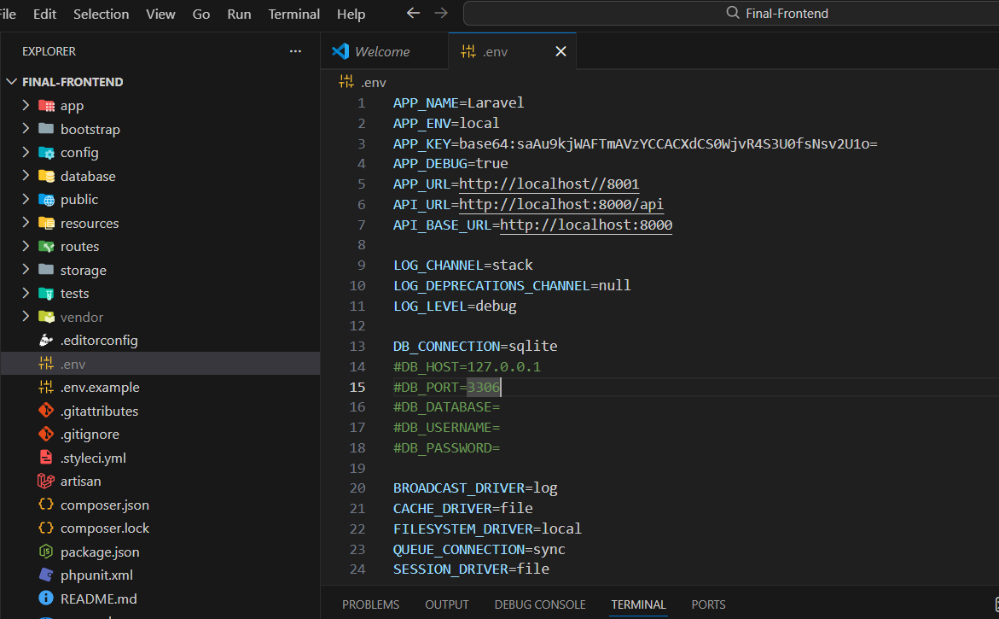 File Edit Selection View Go Run Terminal Help
Final-Frontend
EXPLORER
Welcome
.env
FINAL-FRONTEND
app
bootstrap
config
database
public
resources
routes
storage
tests
vendor
.editorconfig
.env
.env.example
.gitattributes
.gitignore
.styleci.yml
artisan
composer.json
composer.lock
package.json
phpunit.xml
README.md
.env
1 APP_NAME=Laravel
2 APP_ENV=local
3 APP_KEY=base64:saAu9kjWAFTmAVzYCCACXdCS0WjvR4S3U0fsNsv2U1o=
4 APP_DEBUG=true
5 APP_URL=http://localhost//8001
6 API_URL=http://localhost:8000/api
7 API_BASE_URL=http://localhost:8000
8
9 LOG_CHANNEL=stack
10 LOG_DEPRECATIONS_CHANNEL=null
11 LOG_LEVEL=debug
12
13 DB_CONNECTION=sqlite
14 #DB_HOST=127.0.0.1
15 #DB_PORT=3306
16 #DB_DATABASE=
17 #DB_USERNAME=
18 #DB_PASSWORD=
19
20 BROADCAST_DRIVER=log
21 CACHE_DRIVER=file
22 FILESYSTEM_DRIVER=local
23 QUEUE_CONNECTION=sync
24 SESSION_DRIVER=file
PROBLEMS OUTPUT DEBUG CONSOLE TERMINAL PORTS